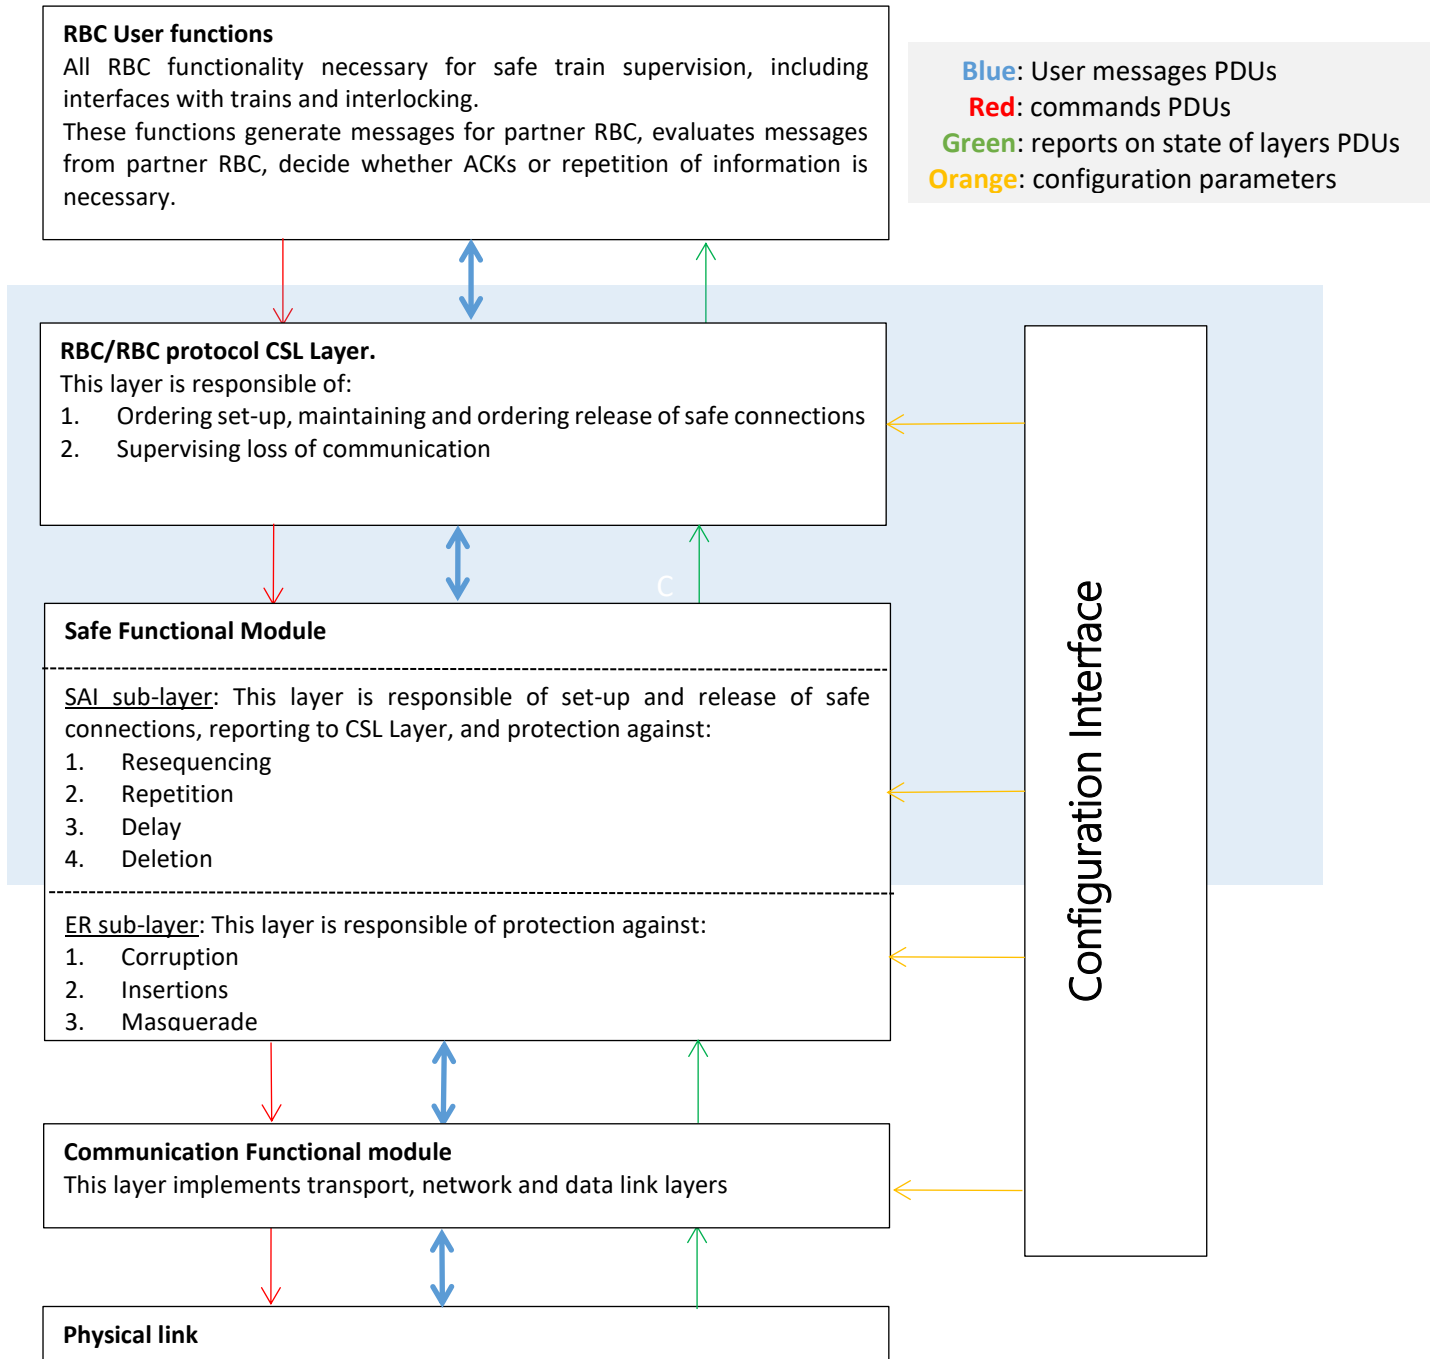 RBC User functions
All RBC functionality necessary for safe train supervision, including
interfaces with trains and interlocking.
These functions generate messages for partner RBC, evaluates messages
from partner RBC, decide whether ACKs or repetition of information is
necessary.
Blue: User messages PDUs
Red: commands PDUs
Green: reports on state of layers PDUs
Orange: configuration parameters
RBC/RBC protocol CSL Layer.
This layer is responsible of:
1. Ordering set-up, maintaining and ordering release of safe connections
2. Supervising loss of communication
C
Safe Functional Module
SAI sub-layer: This layer is responsible of set-up and release of safe
connections, reporting to CSL Layer, and protection against:
1. Resequencing
2. Repetition
3. Delay
4. Deletion
ER sub-layer: This layer is responsible of protection against:
1. Corruption
2. Insertions
3. Masquerade
Configuration Interface
Communication Functional module
This layer implements transport, network and data link layers
Physical link